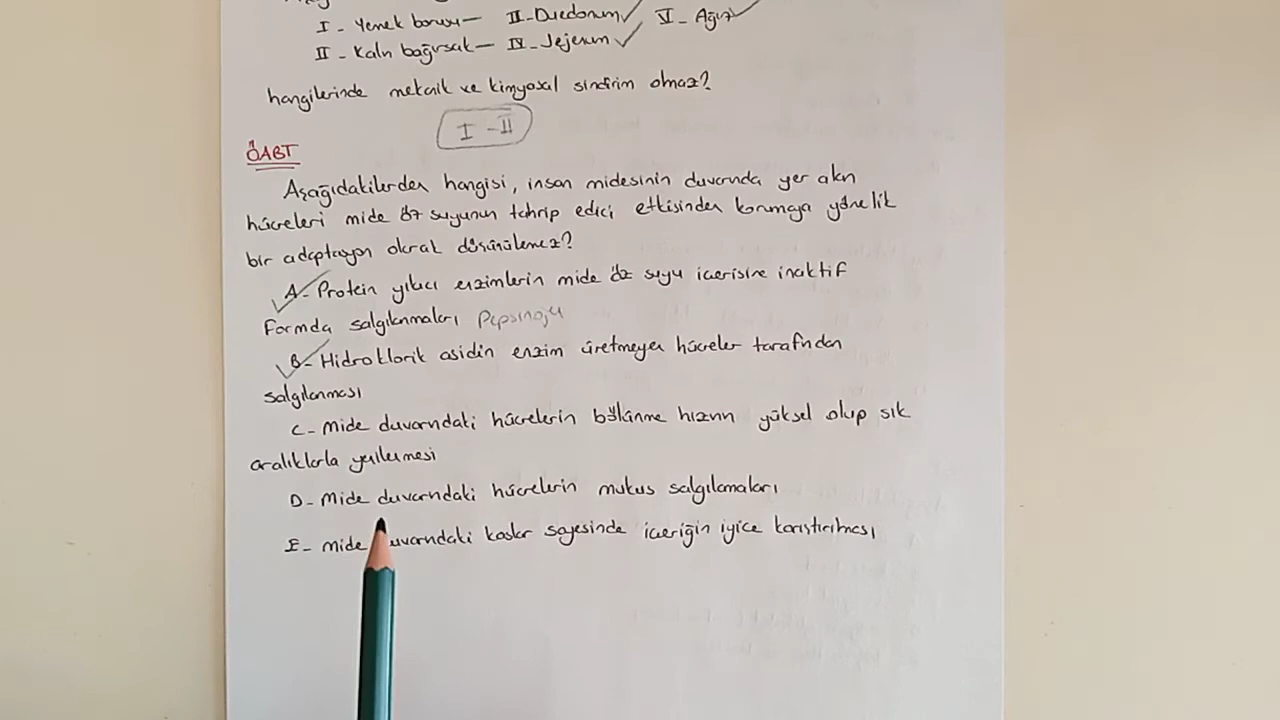 I - Yemek borusu — II - Duedonum ✓ V - Ağız ✓
II - Kalın bağırsak — IV - Jejenum ✓
hangilerinde mekanik ve kimyasal sindirim olmaz?
I - II
ÖABT
Aşağıdakilerden hangisi, insan midesinin duvarında yer alan
hücreleri mide öz suyunun tahrip edici etkisinden korumaya yönelik
bir adaptasyon olarak düşünülemez?
A- Protein yıkıcı enzimlerin mide öz suyu içerisine inaktif
formda salgılanmaları
B- Hidroklorik asidin enzim üretmeyen hücreler tarafından
salgılanması
C- Mide duvarındaki hücrelerin bölünme hızının yüksel olup sık
aralıklarla yenilenmesi
D- Mide duvarındaki hücrelerin mukus salgılamaları
E- mide duvarındaki kaslar sayesinde içeriğin iyice karıştırılması